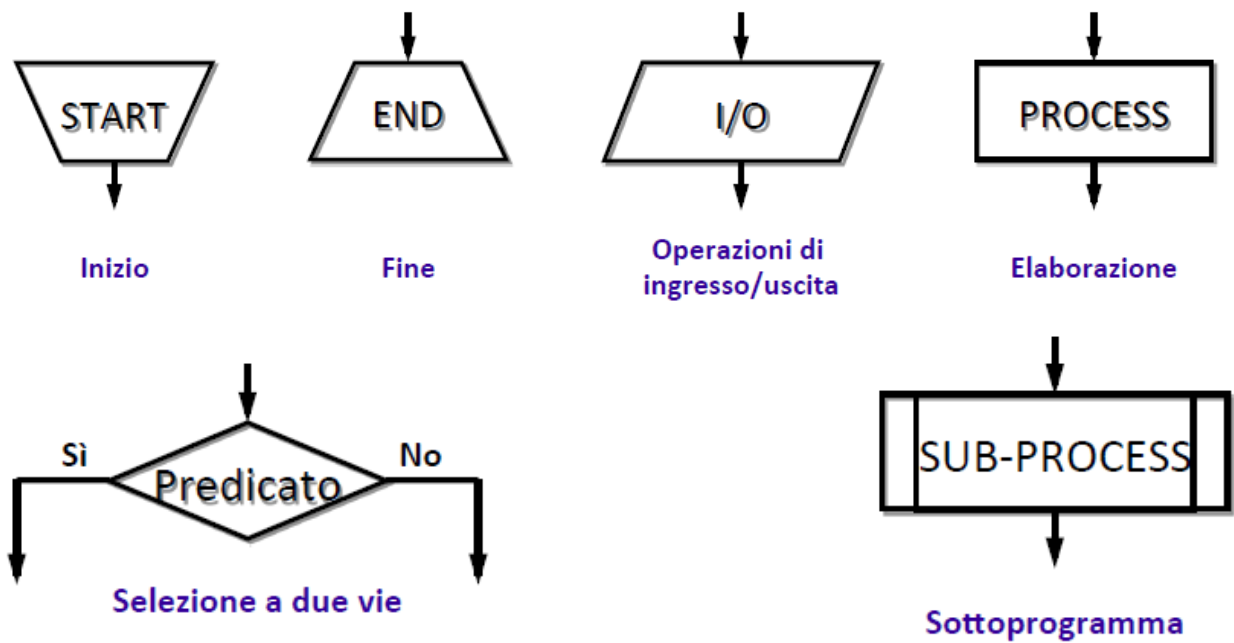 START
END
I/O
PROCESS
Inizio
Fine
Operazioni di
ingresso/uscita
Elaborazione
Sì
No
Predicato
SUB-PROCESS
Selezione a due vie
Sottoprogramma